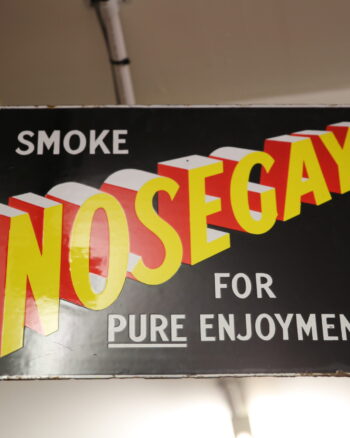 SMOKE
NOSEGAY
FOR
PURE ENJOYMEN